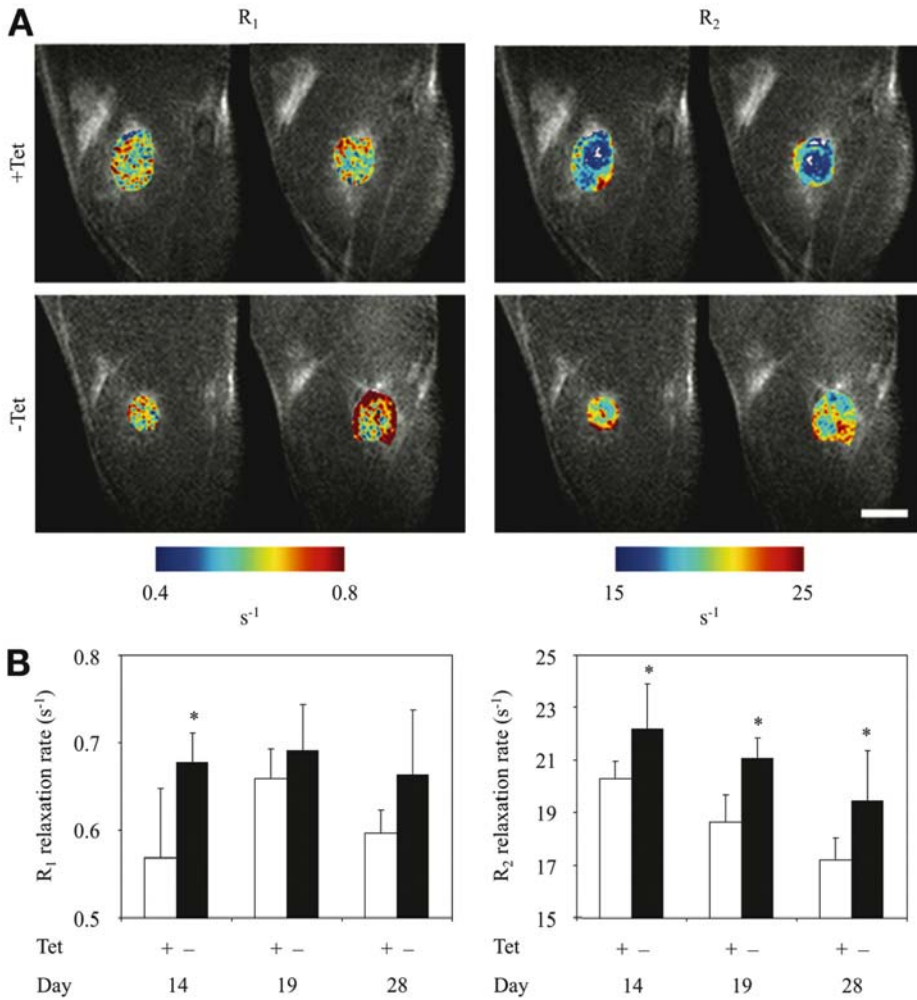 A
R1
R2
+Tet
-Tet
0.4
0.8
s-1
15
25
s-1
B
R1 relaxation rate (s-1)
0.8
0.7
0.6
0.5
*
Tet + – + – + –
Day 14 19 28
R2 relaxation rate (s-1)
25
23
21
19
17
15
*
*
*
+ – + – + –
14 19 28